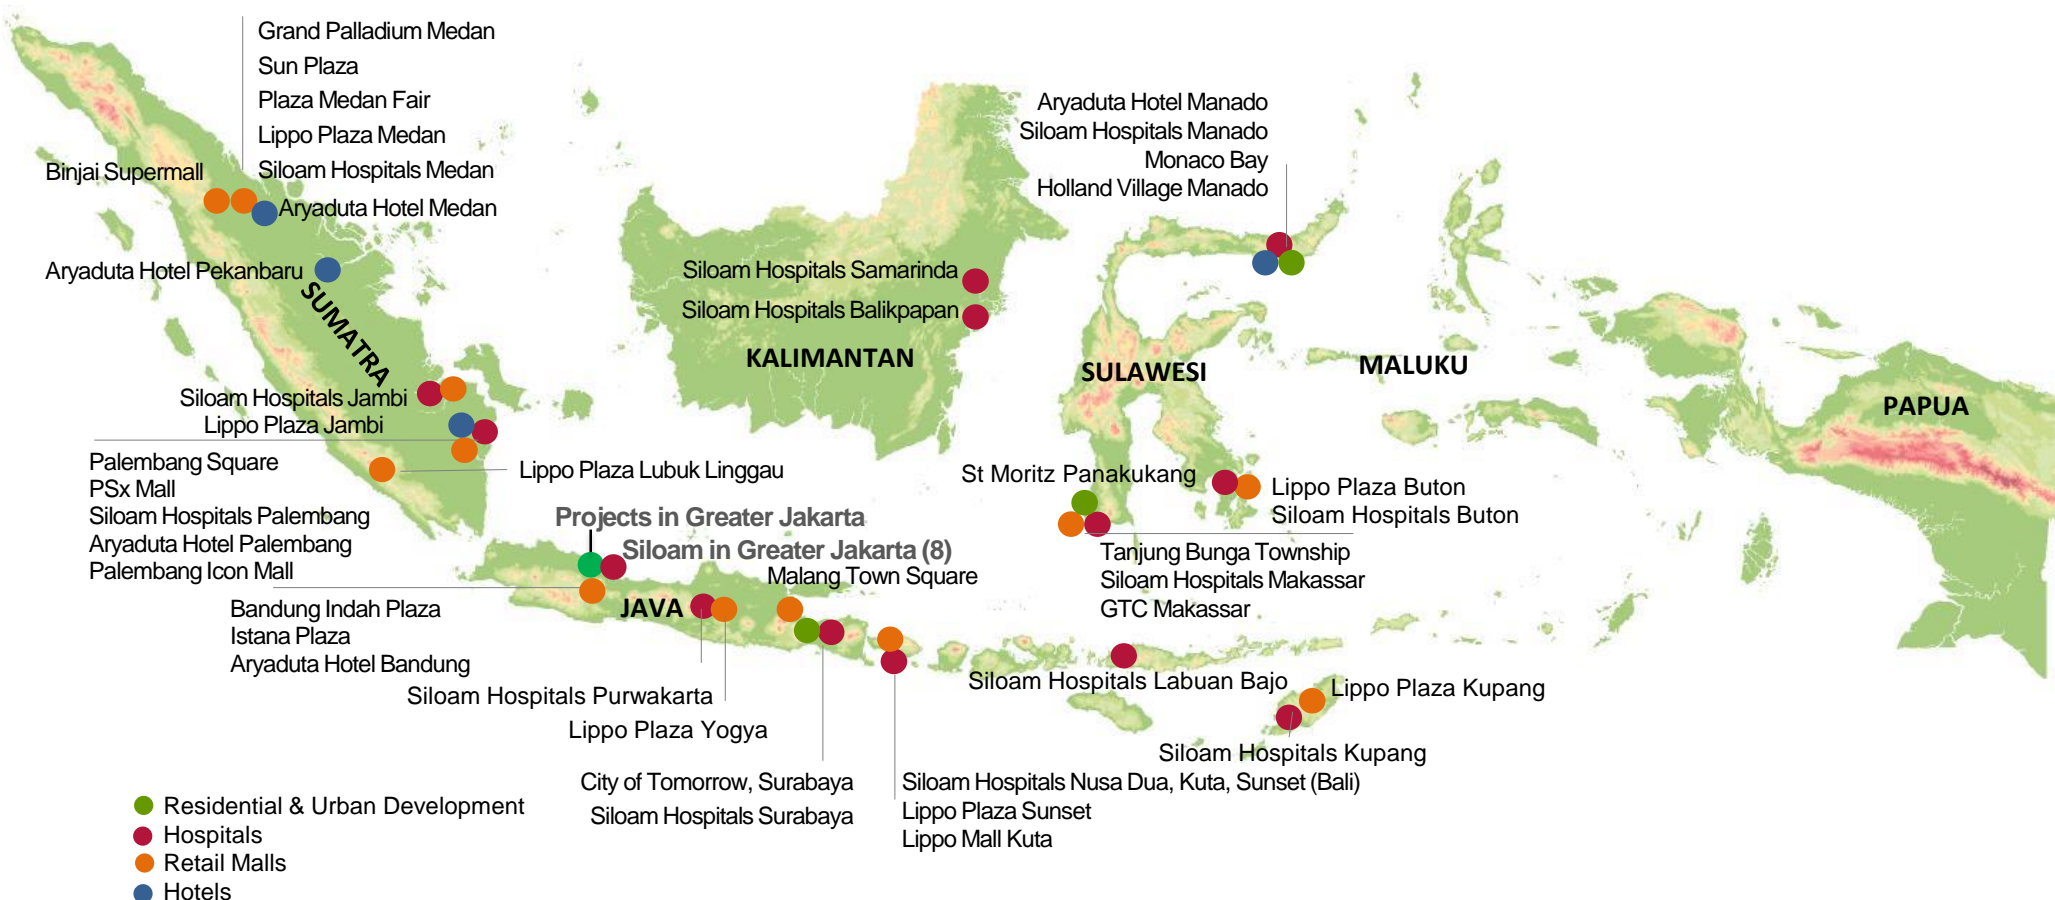 Grand Palladium Medan
Sun Plaza
Plaza Medan Fair
Lippo Plaza Medan
Siloam Hospitals Medan
Binjai Supermall
Aryaduta Hotel Medan
Aryaduta Hotel Pekanbaru
SUMATRA
Siloam Hospitals Jambi
Lippo Plaza Jambi
Palembang Square
PSx Mall
Siloam Hospitals Palembang
Aryaduta Hotel Palembang
Palembang Icon Mall
Lippo Plaza Lubuk Linggau
Siloam Hospitals Samarinda
Siloam Hospitals Balikpapan
KALIMANTAN
Aryaduta Hotel Manado
Siloam Hospitals Manado
Monaco Bay
Holland Village Manado
SULAWESI
MALUKU
PAPUA
St Moritz Panakukang
Lippo Plaza Buton
Siloam Hospitals Buton
Tanjung Bunga Township
Siloam Hospitals Makassar
GTC Makassar
Projects in Greater Jakarta
Siloam in Greater Jakarta (8)
Malang Town Square
JAVA
Bandung Indah Plaza
Istana Plaza
Aryaduta Hotel Bandung
Siloam Hospitals Purwakarta
Lippo Plaza Yogya
City of Tomorrow, Surabaya
Siloam Hospitals Surabaya
Siloam Hospitals Nusa Dua, Kuta, Sunset (Bali)
Lippo Plaza Sunset
Lippo Mall Kuta
Siloam Hospitals Labuan Bajo
Lippo Plaza Kupang
Siloam Hospitals Kupang
Residential & Urban Development
Hospitals
Retail Malls
Hotels